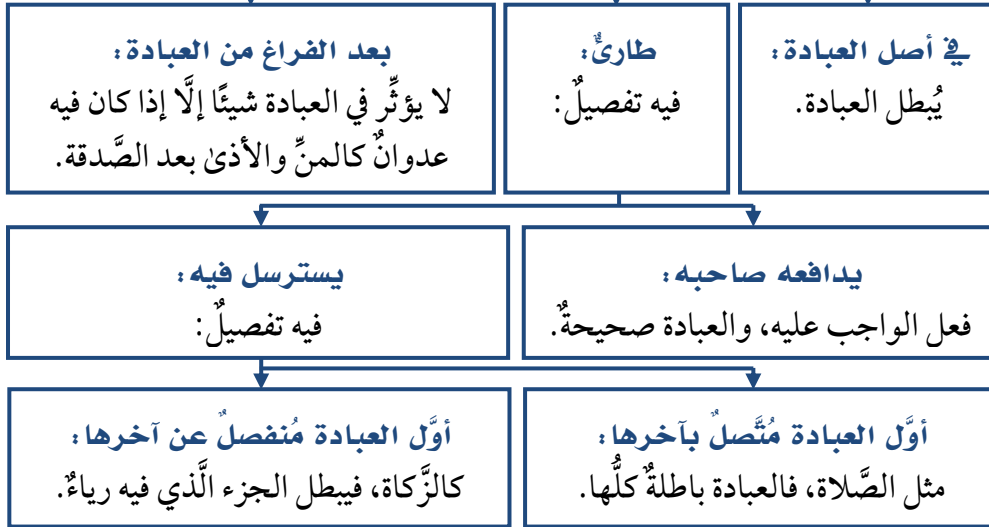 في أصل العبادة:
يُبطل العبادة.
طارئٌ:
فيه تفصيلٌ:
بعد الفراغ من العبادة:
لا يؤثِّر في العبادة شيئًا إلَّا إذا كان فيه
عدوانٌ كالمنِّ والأذىٰ بعد الصَّدقة.
يدافعه صاحبه:
فعل الواجب عليه، والعبادة صحيحةٌ.
يسترسل فيه:
فيه تفصيلٌ:
أوَّل العبادة مُتَّصلٌ بآخرها:
مثل الصَّلاة، فالعبادة باطلةٌ كلُّها.
أوَّل العبادة مُنفصلٌ عن آخرها:
كالزَّكاة، فيبطل الجزء الَّذي فيه رياءٌ.